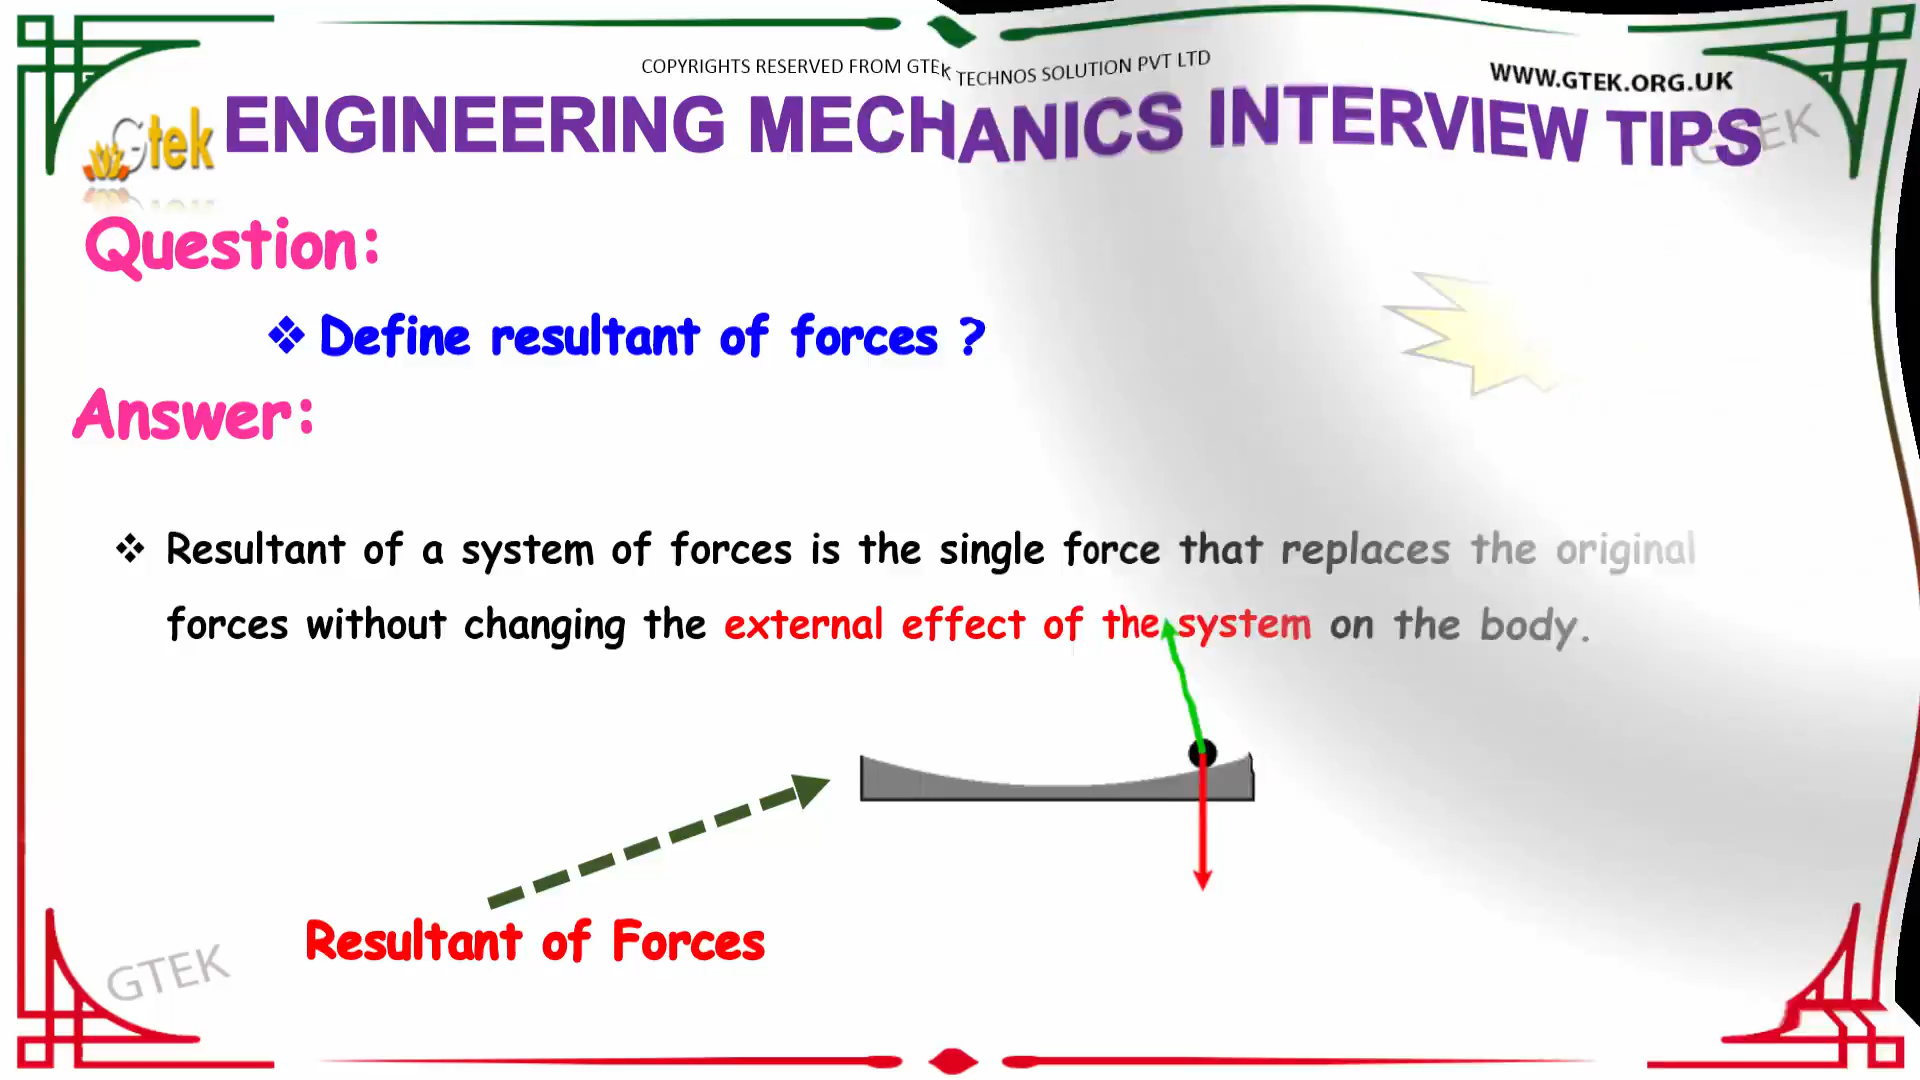 COPYRIGHTS RESERVED FROM GTEK TECHNOS SOLUTION PVT LTD
WWW.GTEK.ORG.UK
Gtek ENGINEERING MECHANICS INTERVIEW TIPS
GTEK
Question:
❖ Define resultant of forces ?
Answer:
❖ Resultant of a system of forces is the single force that replaces the original
forces without changing the external effect of the system on the body.
Resultant of Forces
GTEK